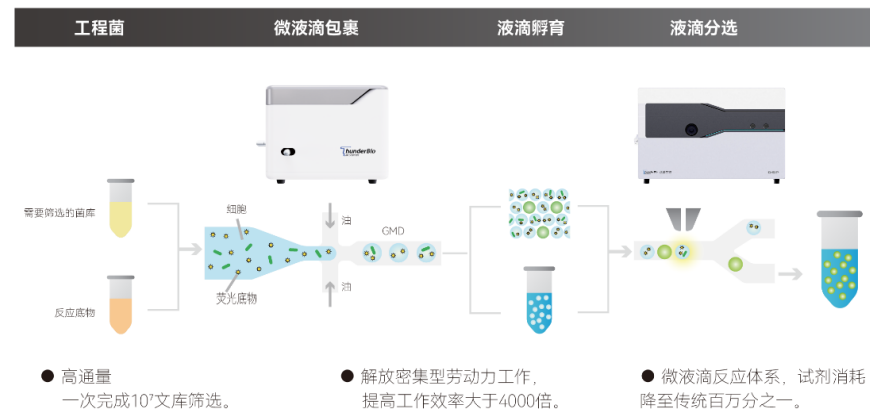 工程菌
微液滴包裹
液滴孵育
液滴分选
ThunderBio
需要筛选的菌库
反应底物
细胞
荧光底物
油
油
GMD
● 高通量
一次完成10⁷文库筛选。
● 解放密集型劳动力工作，
提高工作效率大于4000倍。
● 微液滴反应体系，试剂消耗
降至传统百万分之一。